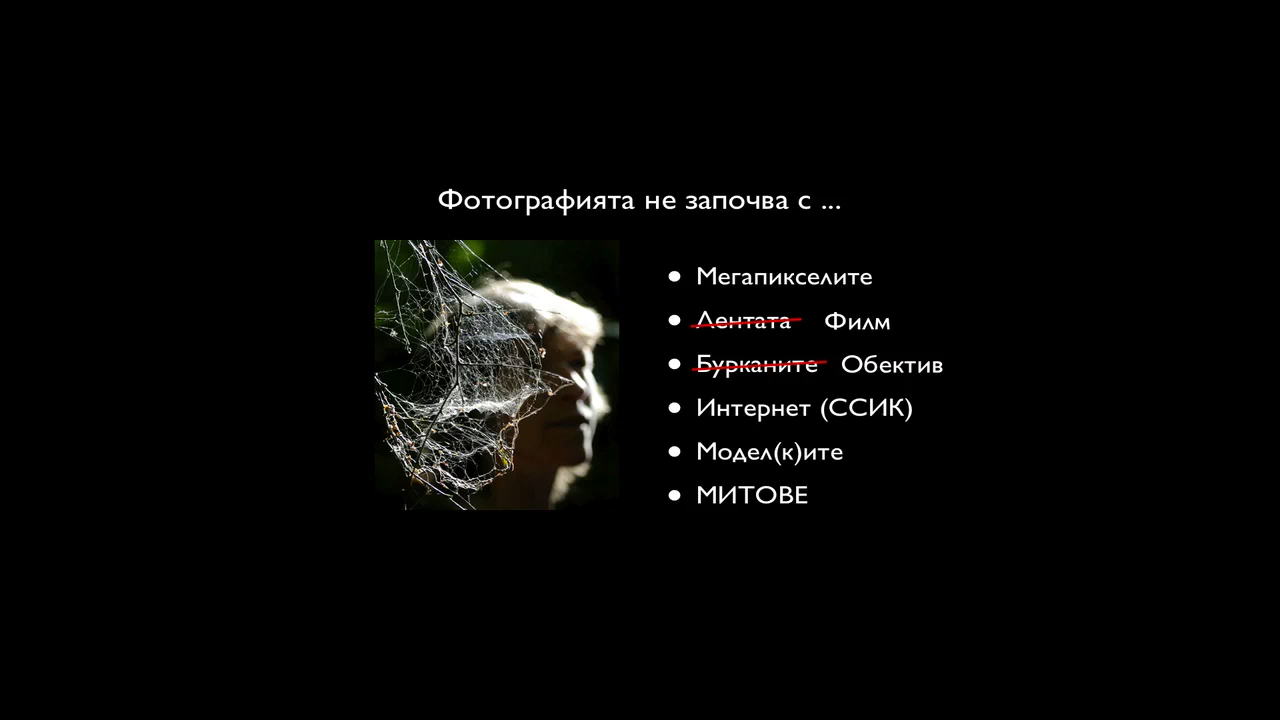 Фотографията не започва с ...
● Мегапикселите
● Лентата Филм
● Бурканите Обектив
● Интернет (ССИК)
● Модел(к)ите
● МИТОВЕ